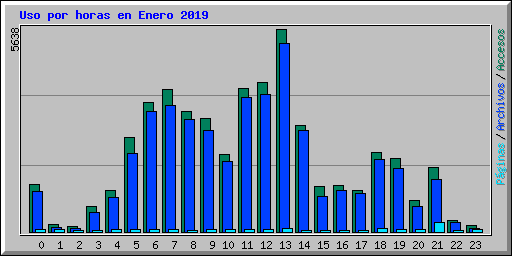 Uso por horas en Enero 2019
5638
0 1 2 3 4 5 6 7 8 9 10 11 12 13 14 15 16 17 18 19 20 21 22 23
Páginas / Archivos / Accesos